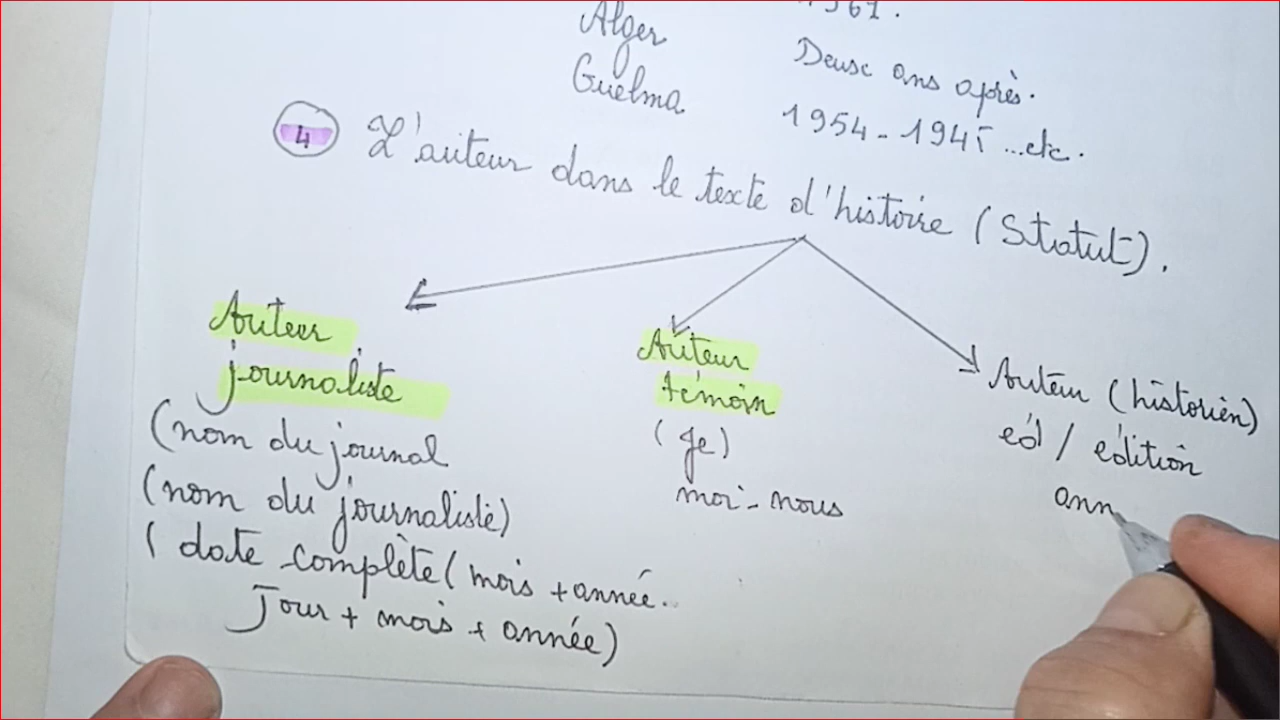 Alger
Guelma
Deux ans après.
1954 - 1945 ...etc.
4 L'auteur dans le texte d'histoire (Statut).
Auteur
journaliste
(nom du journal
(nom du journaliste)
( date complète ( mois + année..
Jour + mois + année)
Auteur
témoin
(Je)
moi - nous
Auteur (historien)
éd / édition
ann